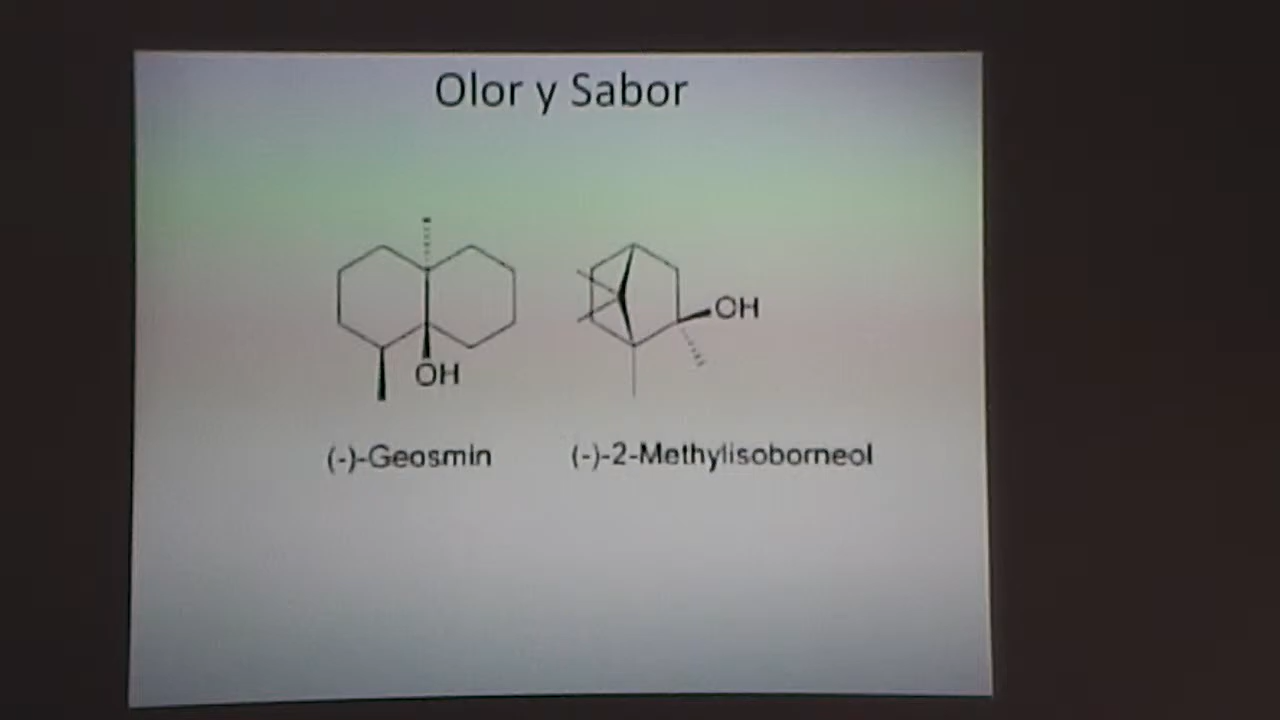 Olor y Sabor
OH
OH
(-)-Geosmin
(-)-2-Methylisoborneol